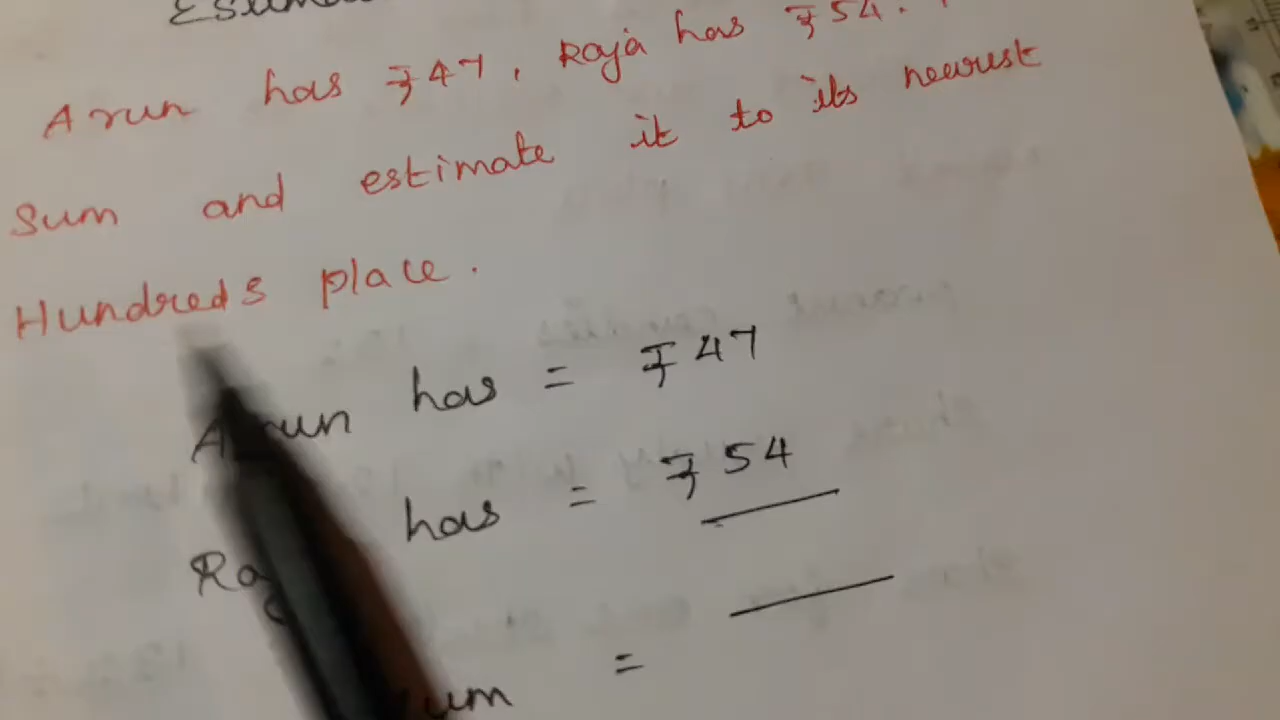 Arun has ₹47, Raja has ₹54.
Sum and estimate it to its nearest
Hundreds place.
Arun has = ₹47
has = ₹54
=